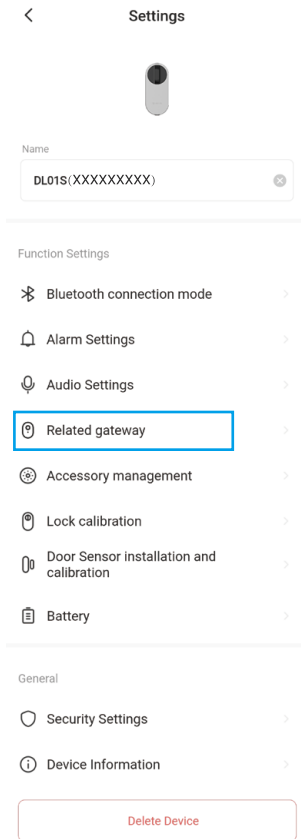 Settings
Name
DL01S(XXXXXXXXX)
Function Settings
Bluetooth connection mode
Alarm Settings
Audio Settings
Related gateway
Accessory management
Lock calibration
Door Sensor installation and
calibration
Battery
General
Security Settings
Device Information
Delete Device